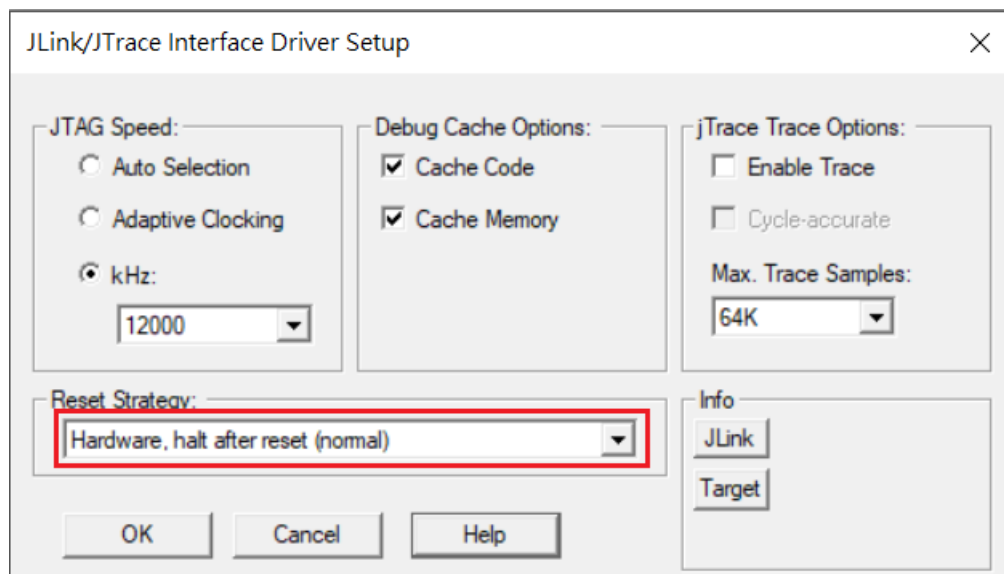 JLink/JTrace Interface Driver Setup
JTAG Speed:
Auto Selection
Adaptive Clocking
kHz:
12000
Debug Cache Options:
Cache Code
Cache Memory
jTrace Trace Options:
Enable Trace
Cycle-accurate
Max. Trace Samples:
64K
Reset Strategy:
Hardware, halt after reset (normal)
Info
JLink
Target
OK
Cancel
Help